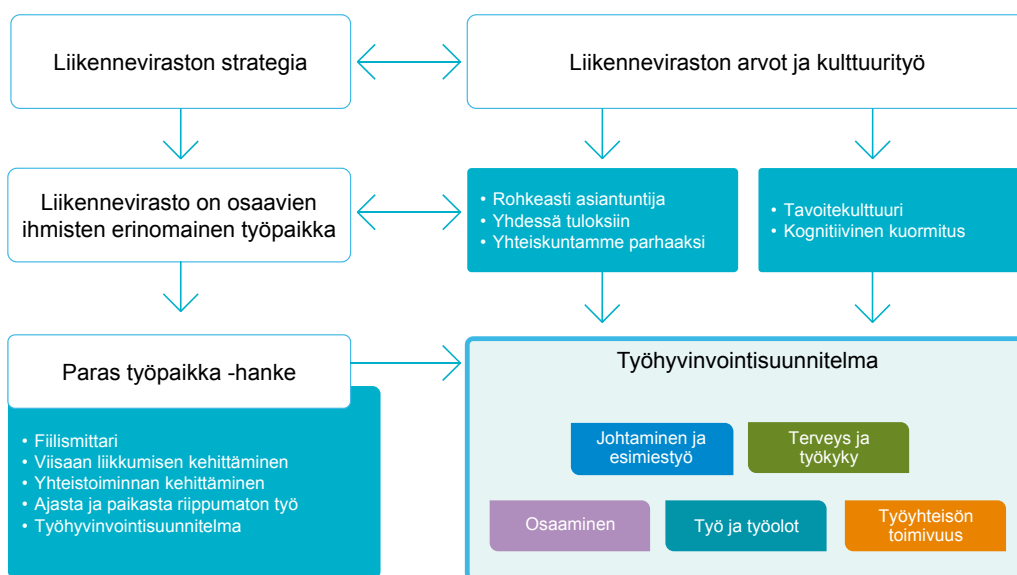 Liikenneviraston strategia
Liikenneviraston arvot ja kulttuurityö
Liikennevirasto on osaavien
ihmisten erinomainen työpaikka
• Rohkeasti asiantuntija
• Yhdessä tuloksiin
• Yhteiskuntamme parhaaksi
• Tavoitekulttuuri
• Kognitiivinen kuormitus
Paras työpaikka -hanke
• Fiilismittari
• Viisaan liikkumisen kehittäminen
• Yhteistoiminnan kehittäminen
• Ajasta ja paikasta riippumaton työ
• Työhyvinvointisuunnitelma
Työhyvinvointisuunnitelma
Johtaminen ja
esimiestyö
Terveys ja
työkyky
Osaaminen
Työ ja työolot
Työyhteisön
toimivuus